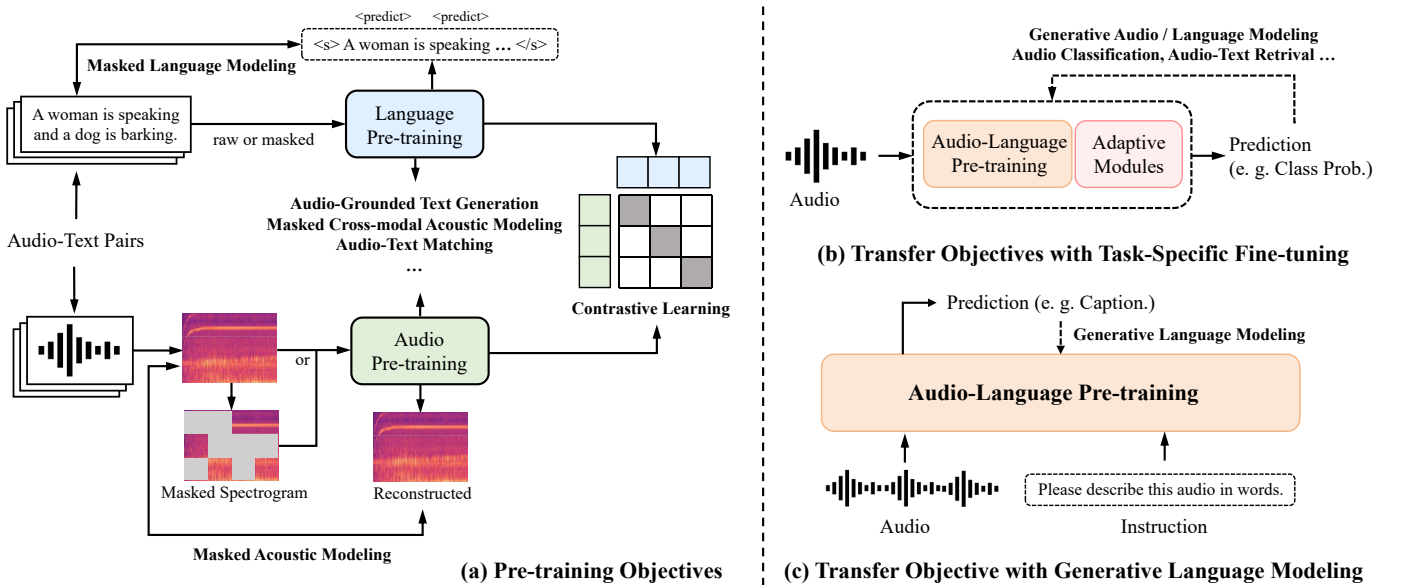 <predict> <predict>
<s> A woman is speaking ... </s>
Masked Language Modeling
A woman is speaking
and a dog is barking.
raw or masked
Language
Pre-training
Audio-Grounded Text Generation
Masked Cross-modal Acoustic Modeling
Audio-Text Matching
...
Audio-Text Pairs
Contrastive Learning
or
Audio
Pre-training
Masked Spectrogram
Reconstructed
Masked Acoustic Modeling
(a) Pre-training Objectives
Generative Audio / Language Modeling
Audio Classification, Audio-Text Retrival ...
Audio-Language
Pre-training
Adaptive
Modules
Prediction
(e. g. Class Prob.)
Audio
(b) Transfer Objectives with Task-Specific Fine-tuning
Prediction (e. g. Caption.)
Generative Language Modeling
Audio-Language Pre-training
Please describe this audio in words.
Audio
Instruction
(c) Transfer Objective with Generative Language Modeling